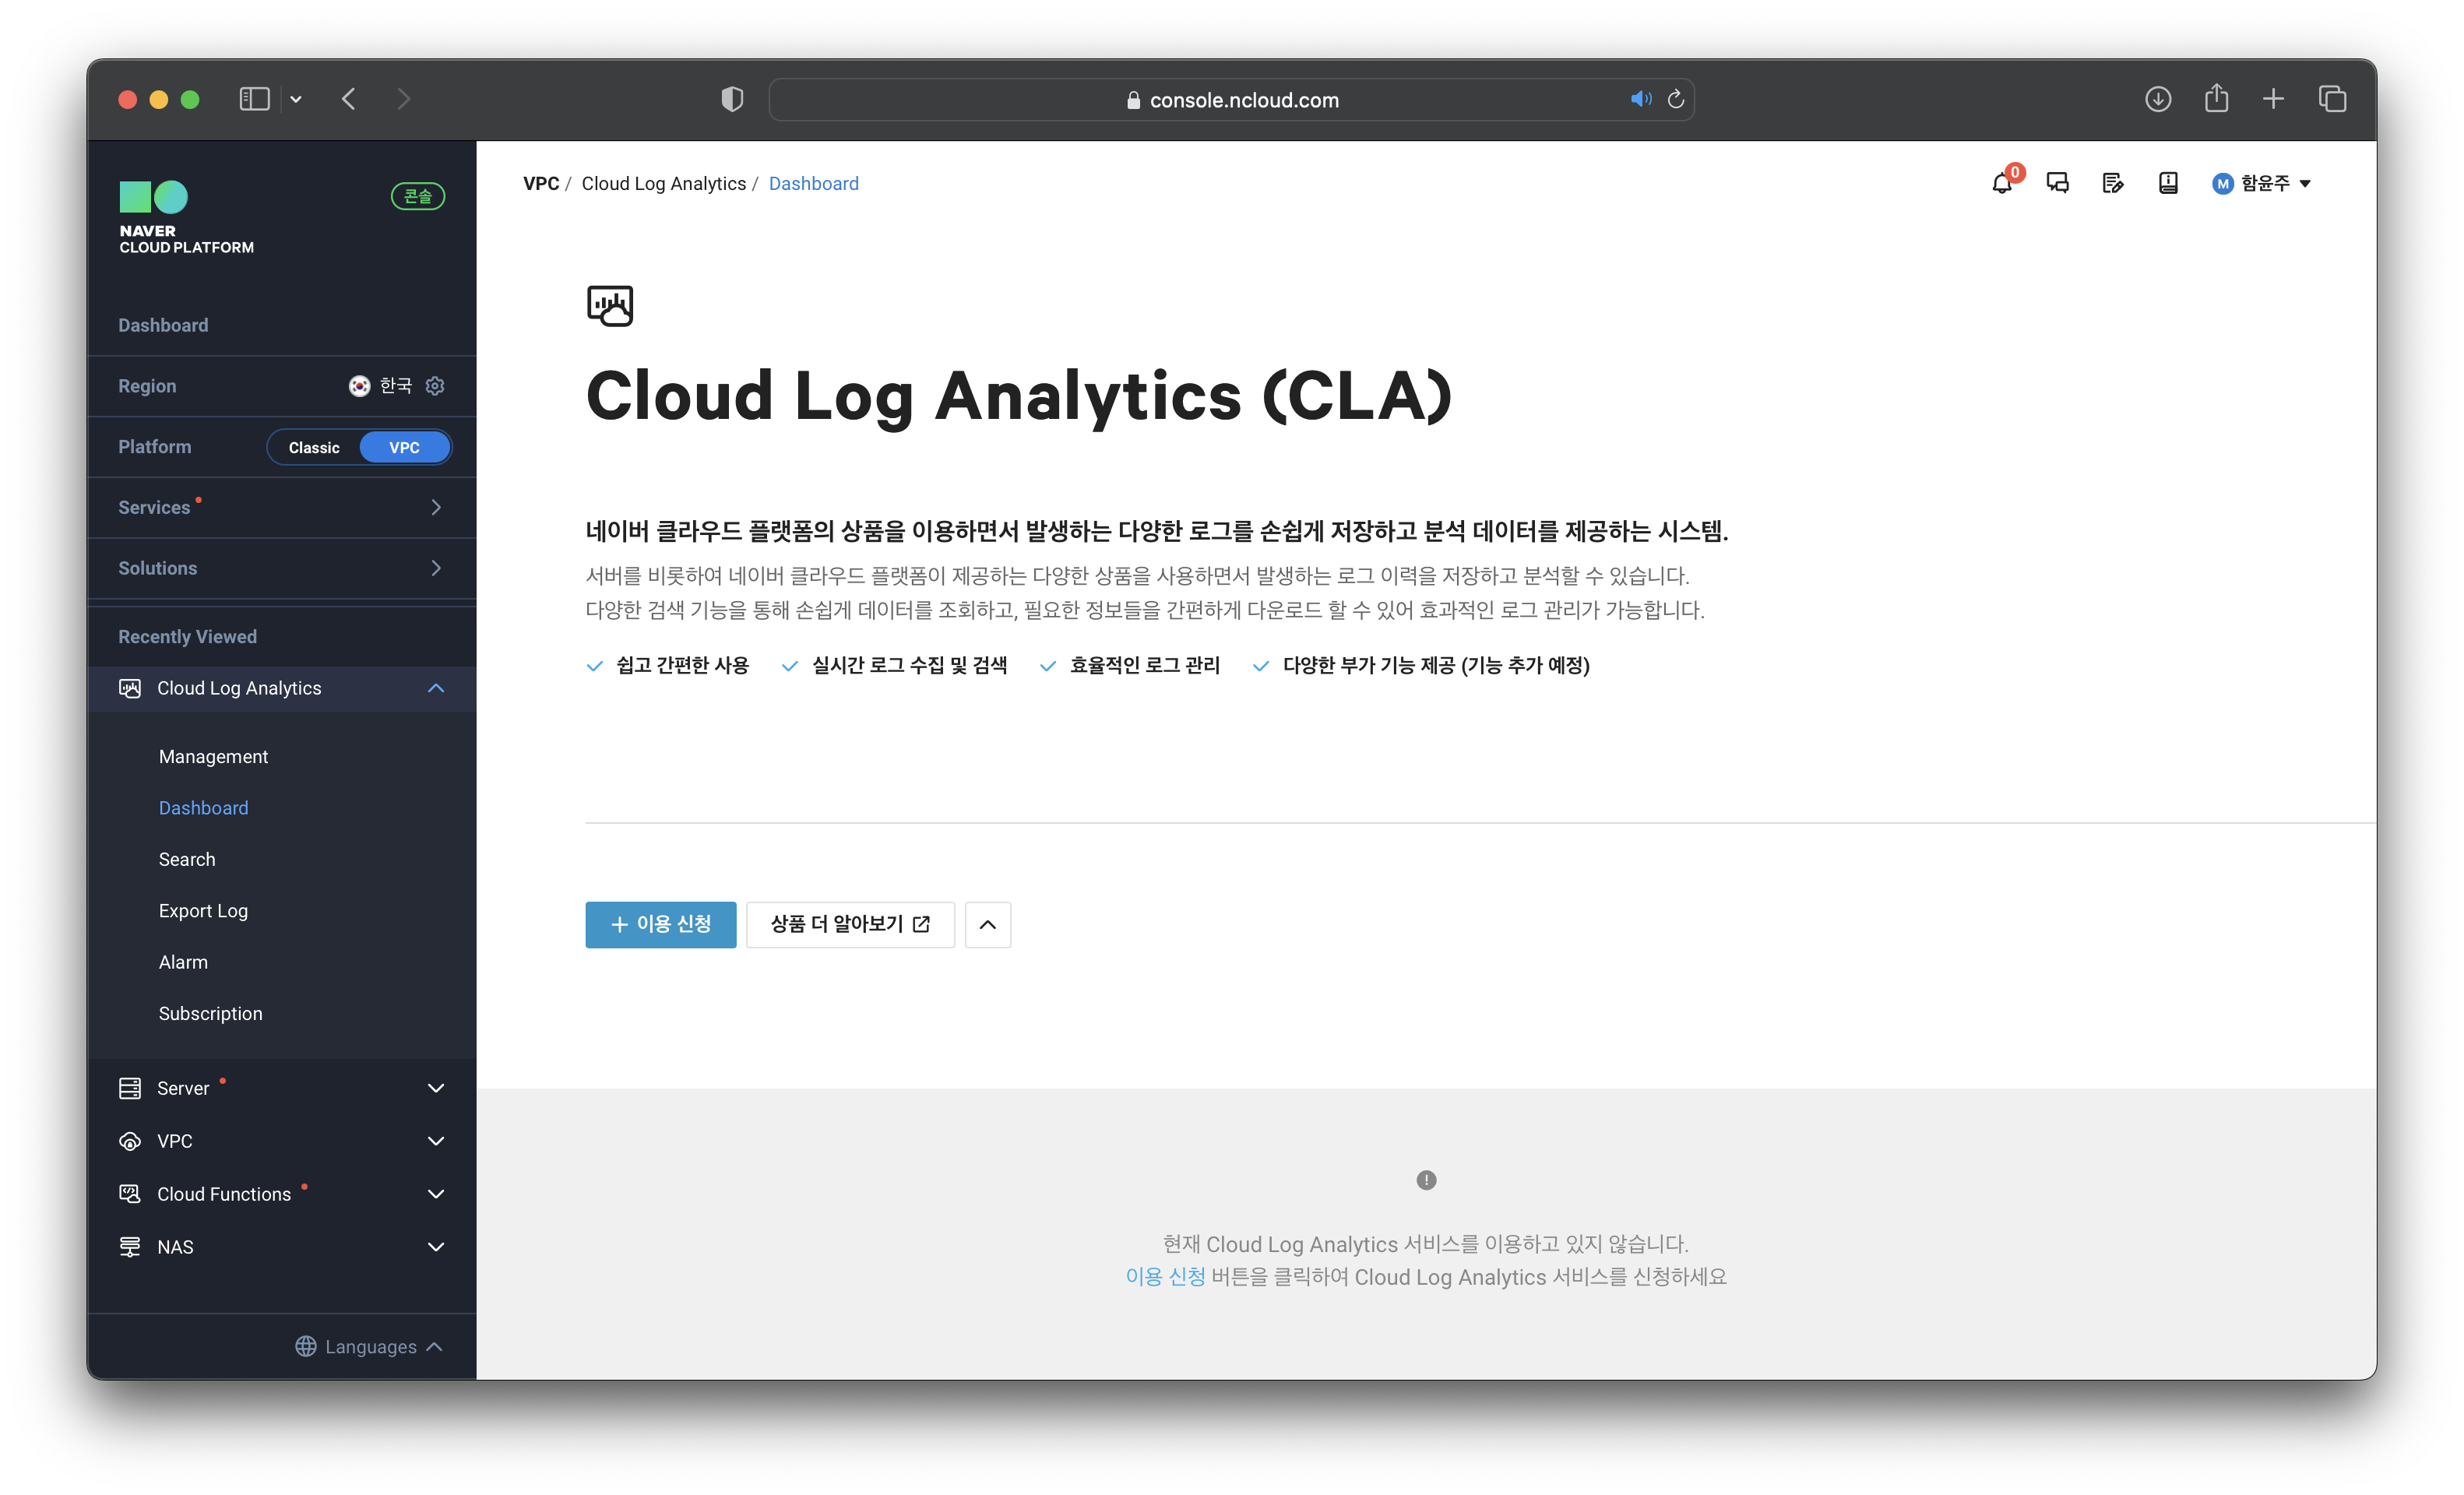 console.ncloud.com
NAVER
CLOUD PLATFORM
콘솔
Dashboard
Region 한국
Platform Classic VPC
Services
Solutions
Recently Viewed
Cloud Log Analytics
Management
Dashboard
Search
Export Log
Alarm
Subscription
Server
VPC
Cloud Functions
NAS
Languages
VPC / Cloud Log Analytics / Dashboard
0
M 함윤주
Cloud Log Analytics (CLA)
네이버 클라우드 플랫폼의 상품을 이용하면서 발생하는 다양한 로그를 손쉽게 저장하고 분석 데이터를 제공하는 시스템.
서버를 비롯하여 네이버 클라우드 플랫폼이 제공하는 다양한 상품을 사용하면서 발생하는 로그 이력을 저장하고 분석할 수 있습니다.
다양한 검색 기능을 통해 손쉽게 데이터를 조회하고, 필요한 정보들을 간편하게 다운로드 할 수 있어 효과적인 로그 관리가 가능합니다.
쉽고 간편한 사용 실시간 로그 수집 및 검색 효율적인 로그 관리 다양한 부가 기능 제공 (기능 추가 예정)
+ 이용 신청 상품 더 알아보기
현재 Cloud Log Analytics 서비스를 이용하고 있지 않습니다.
이용 신청 버튼을 클릭하여 Cloud Log Analytics 서비스를 신청하세요